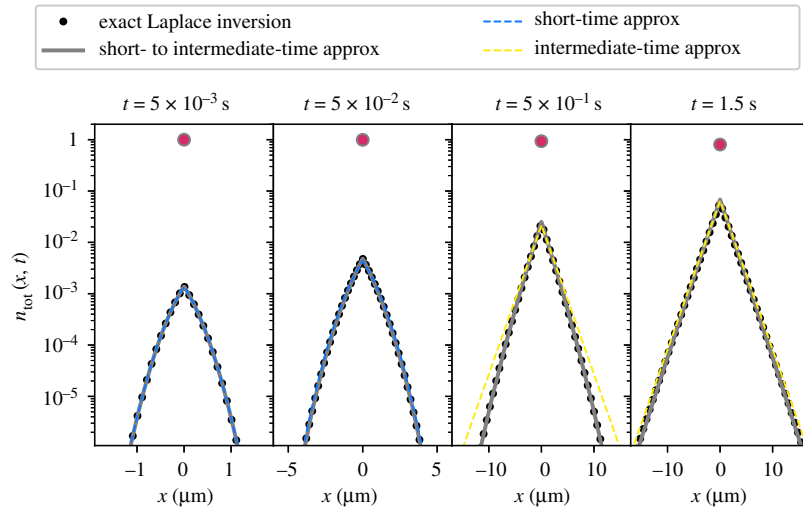 exact Laplace inversion
short- to intermediate-time approx
short-time approx
intermediate-time approx
t = 5 × 10⁻³ s
t = 5 × 10⁻² s
t = 5 × 10⁻¹ s
t = 1.5 s
1
10⁻¹
10⁻²
10⁻³
10⁻⁴
10⁻⁵
n_tot (x, t)
−1 0 1
−5 0 5
−10 0 10
−10 0 10
x (μm)
x (μm)
x (μm)
x (μm)